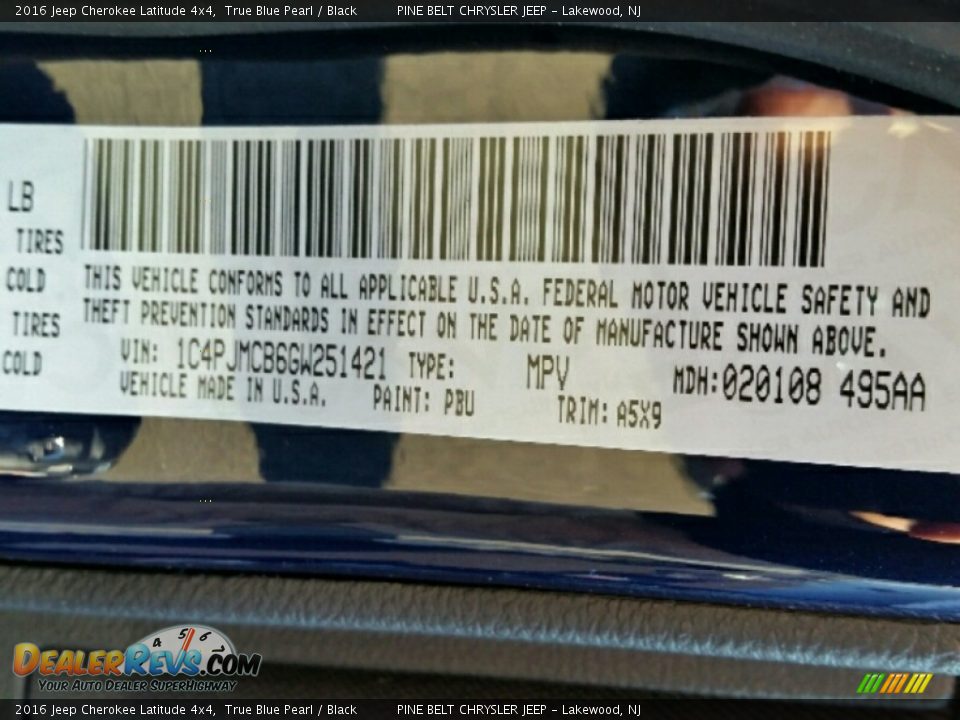 2016 Jeep Cherokee Latitude 4x4, True Blue Pearl / Black PINE BELT CHRYSLER JEEP - Lakewood, NJ
LB
TIRES
COLD
TIRES
COLD
THIS VEHICLE CONFORMS TO ALL APPLICABLE U.S.A. FEDERAL MOTOR VEHICLE SAFETY AND
THEFT PREVENTION STANDARDS IN EFFECT ON THE DATE OF MANUFACTURE SHOWN ABOVE.
VIN: 1C4PJMCB6GW251421 TYPE: MPV MDH:020108 495AA
VEHICLE MADE IN U.S.A. PAINT: PBU TRIM: A5X9
4 5 6
DEALERREVS.COM
YOUR AUTO DEALER SUPERHIGHWAY
2016 Jeep Cherokee Latitude 4x4, True Blue Pearl / Black PINE BELT CHRYSLER JEEP - Lakewood, NJ